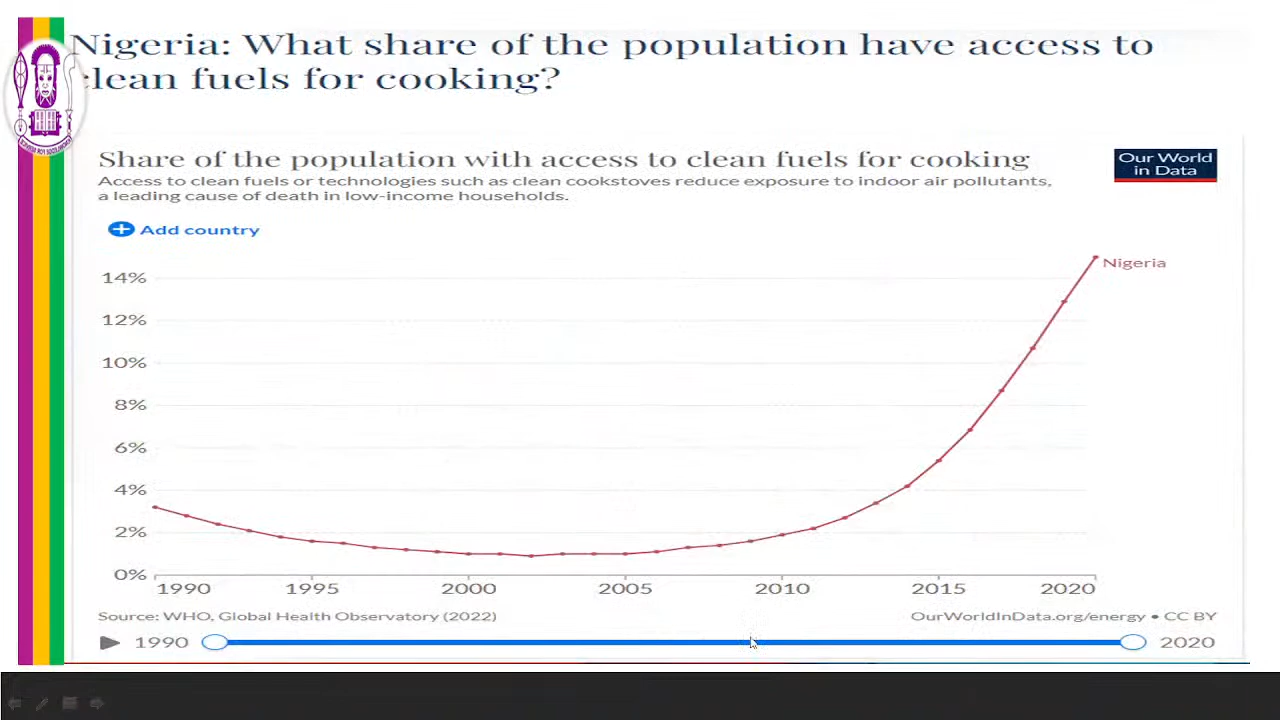 Nigeria: What share of the population have access to
clean fuels for cooking?
Share of the population with access to clean fuels for cooking
Our World
in Data
Access to clean fuels or technologies such as clean cookstoves reduce exposure to indoor air pollutants,
a leading cause of death in low-income households.
Add country
Nigeria
14%
12%
10%
8%
6%
4%
2%
0%
1990 1995 2000 2005 2010 2015 2020
Source: WHO, Global Health Observatory (2022)
OurWorldInData.org/energy • CC BY
1990 2020